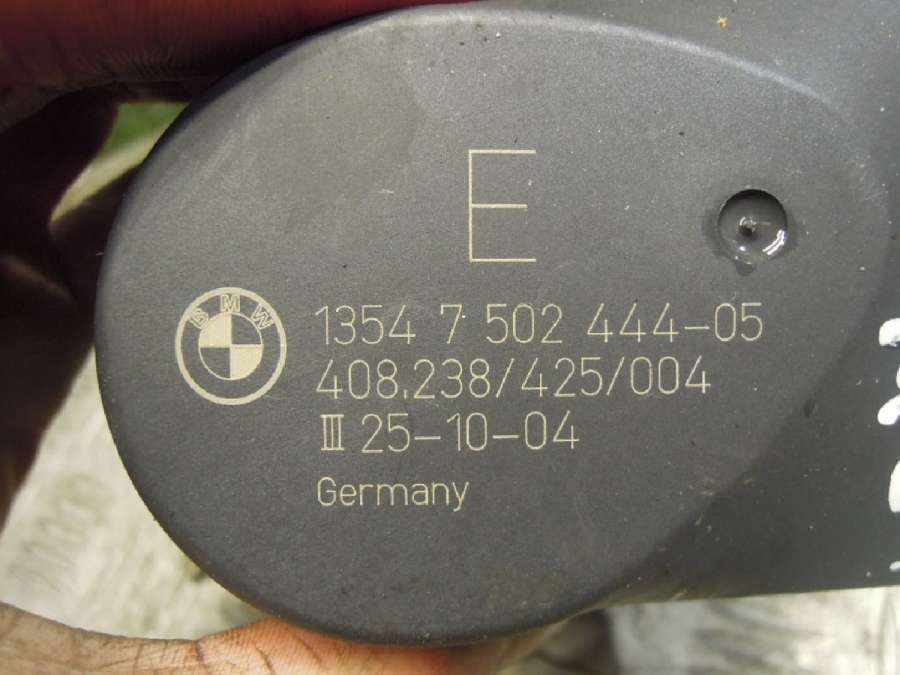 E
BMW
1354 7 502 444-05
408.238/425/004
III 25-10-04
Germany